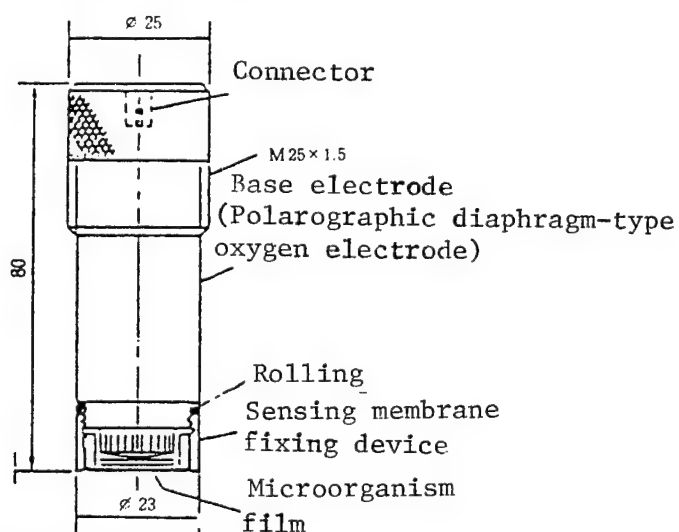 ø 25
Connector
M 25 × 1.5
Base electrode
(Polarographic diaphragm-type
oxygen electrode)
80
Rolling
Sensing membrane
fixing device
Microorganism
film
ø 23